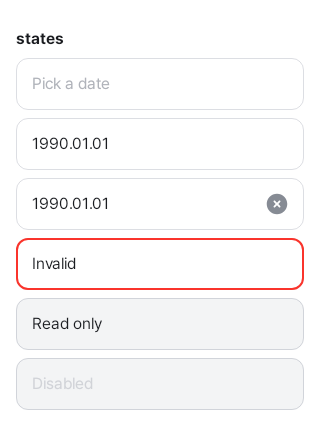 states
Pick a date
1990.01.01
1990.01.01
Invalid
Read only
Disabled